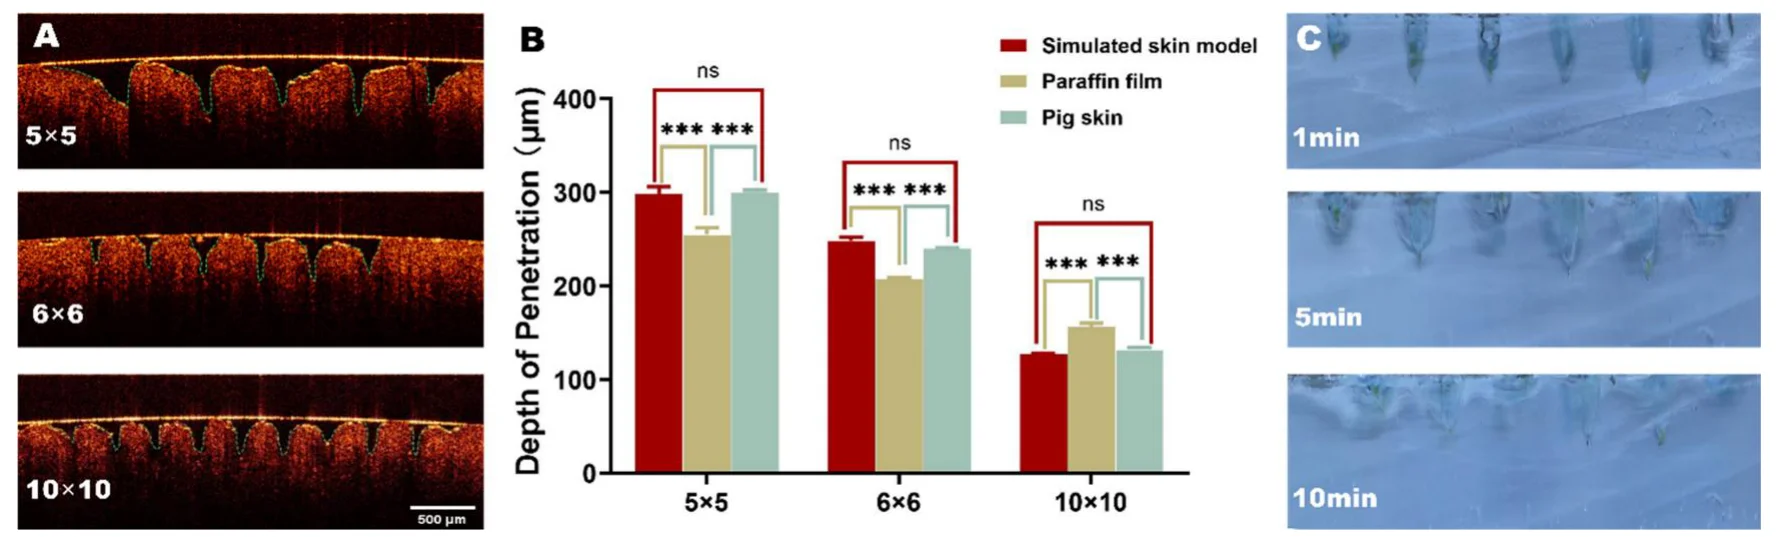 A
5×5
6×6
10×10
500 μm
B
Simulated skin model
Paraffin film
Pig skin
Depth of Penetration (μm)
400
300
200
100
0
ns
*** ***
ns
*** ***
ns
*** ***
5×5
6×6
10×10
C
1min
5min
10min